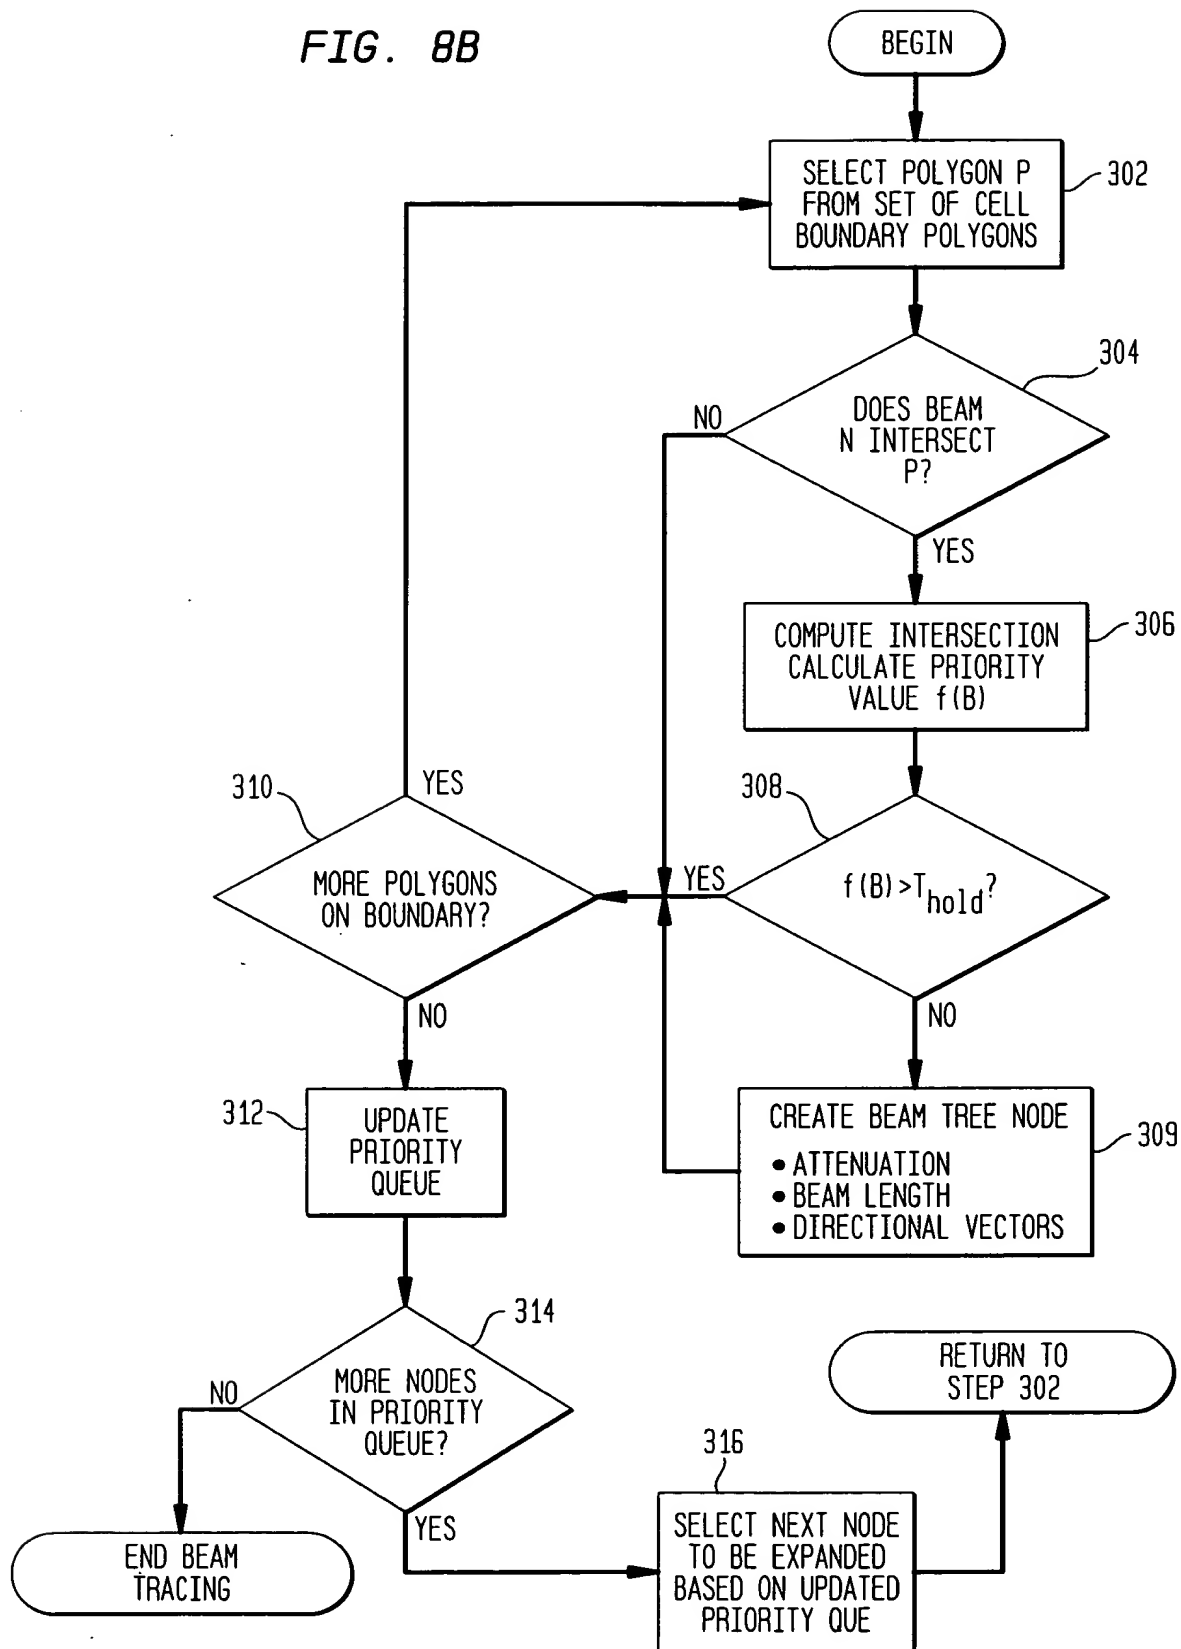 FIG. 8B
BEGIN
SELECT POLYGON P
FROM SET OF CELL
BOUNDARY POLYGONS
302
304
DOES BEAM
N INTERSECT
P?
NO
YES
COMPUTE INTERSECTION
CALCULATE PRIORITY
VALUE f(B)
306
308
f(B)>Thold?
YES
NO
310
YES
MORE POLYGONS
ON BOUNDARY?
NO
CREATE BEAM TREE NODE
• ATTENUATION
• BEAM LENGTH
• DIRECTIONAL VECTORS
309
312
UPDATE
PRIORITY
QUEUE
314
MORE NODES
IN PRIORITY
QUEUE?
NO
YES
END BEAM
TRACING
316
SELECT NEXT NODE
TO BE EXPANDED
BASED ON UPDATED
PRIORITY QUE
RETURN TO
STEP 302